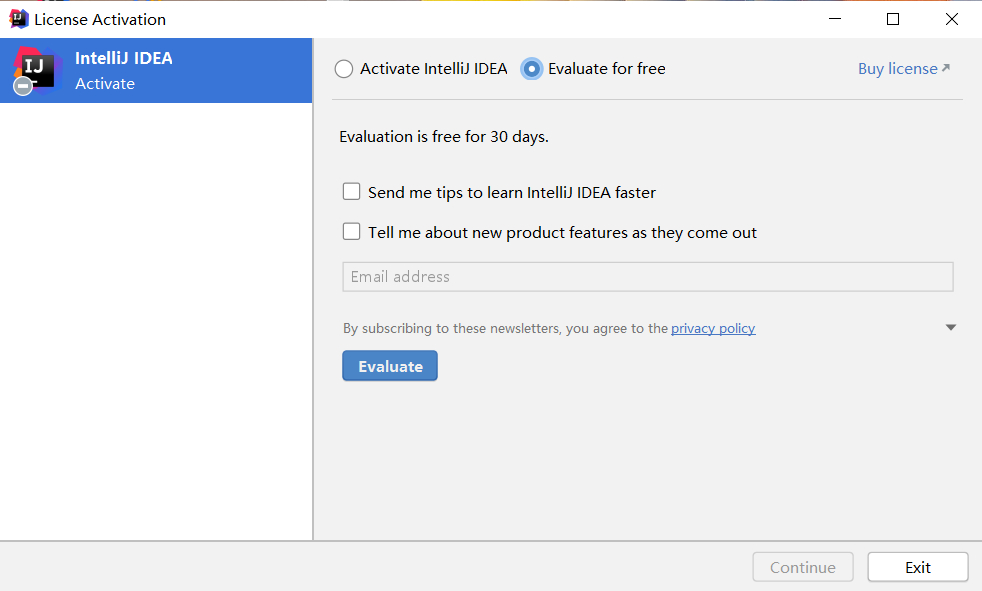 License Activation
IntelliJ IDEA
Activate
Activate IntelliJ IDEA Evaluate for free Buy license
Evaluation is free for 30 days.
Send me tips to learn IntelliJ IDEA faster
Tell me about new product features as they come out
Email address
By subscribing to these newsletters, you agree to the privacy policy
Evaluate
Continue Exit